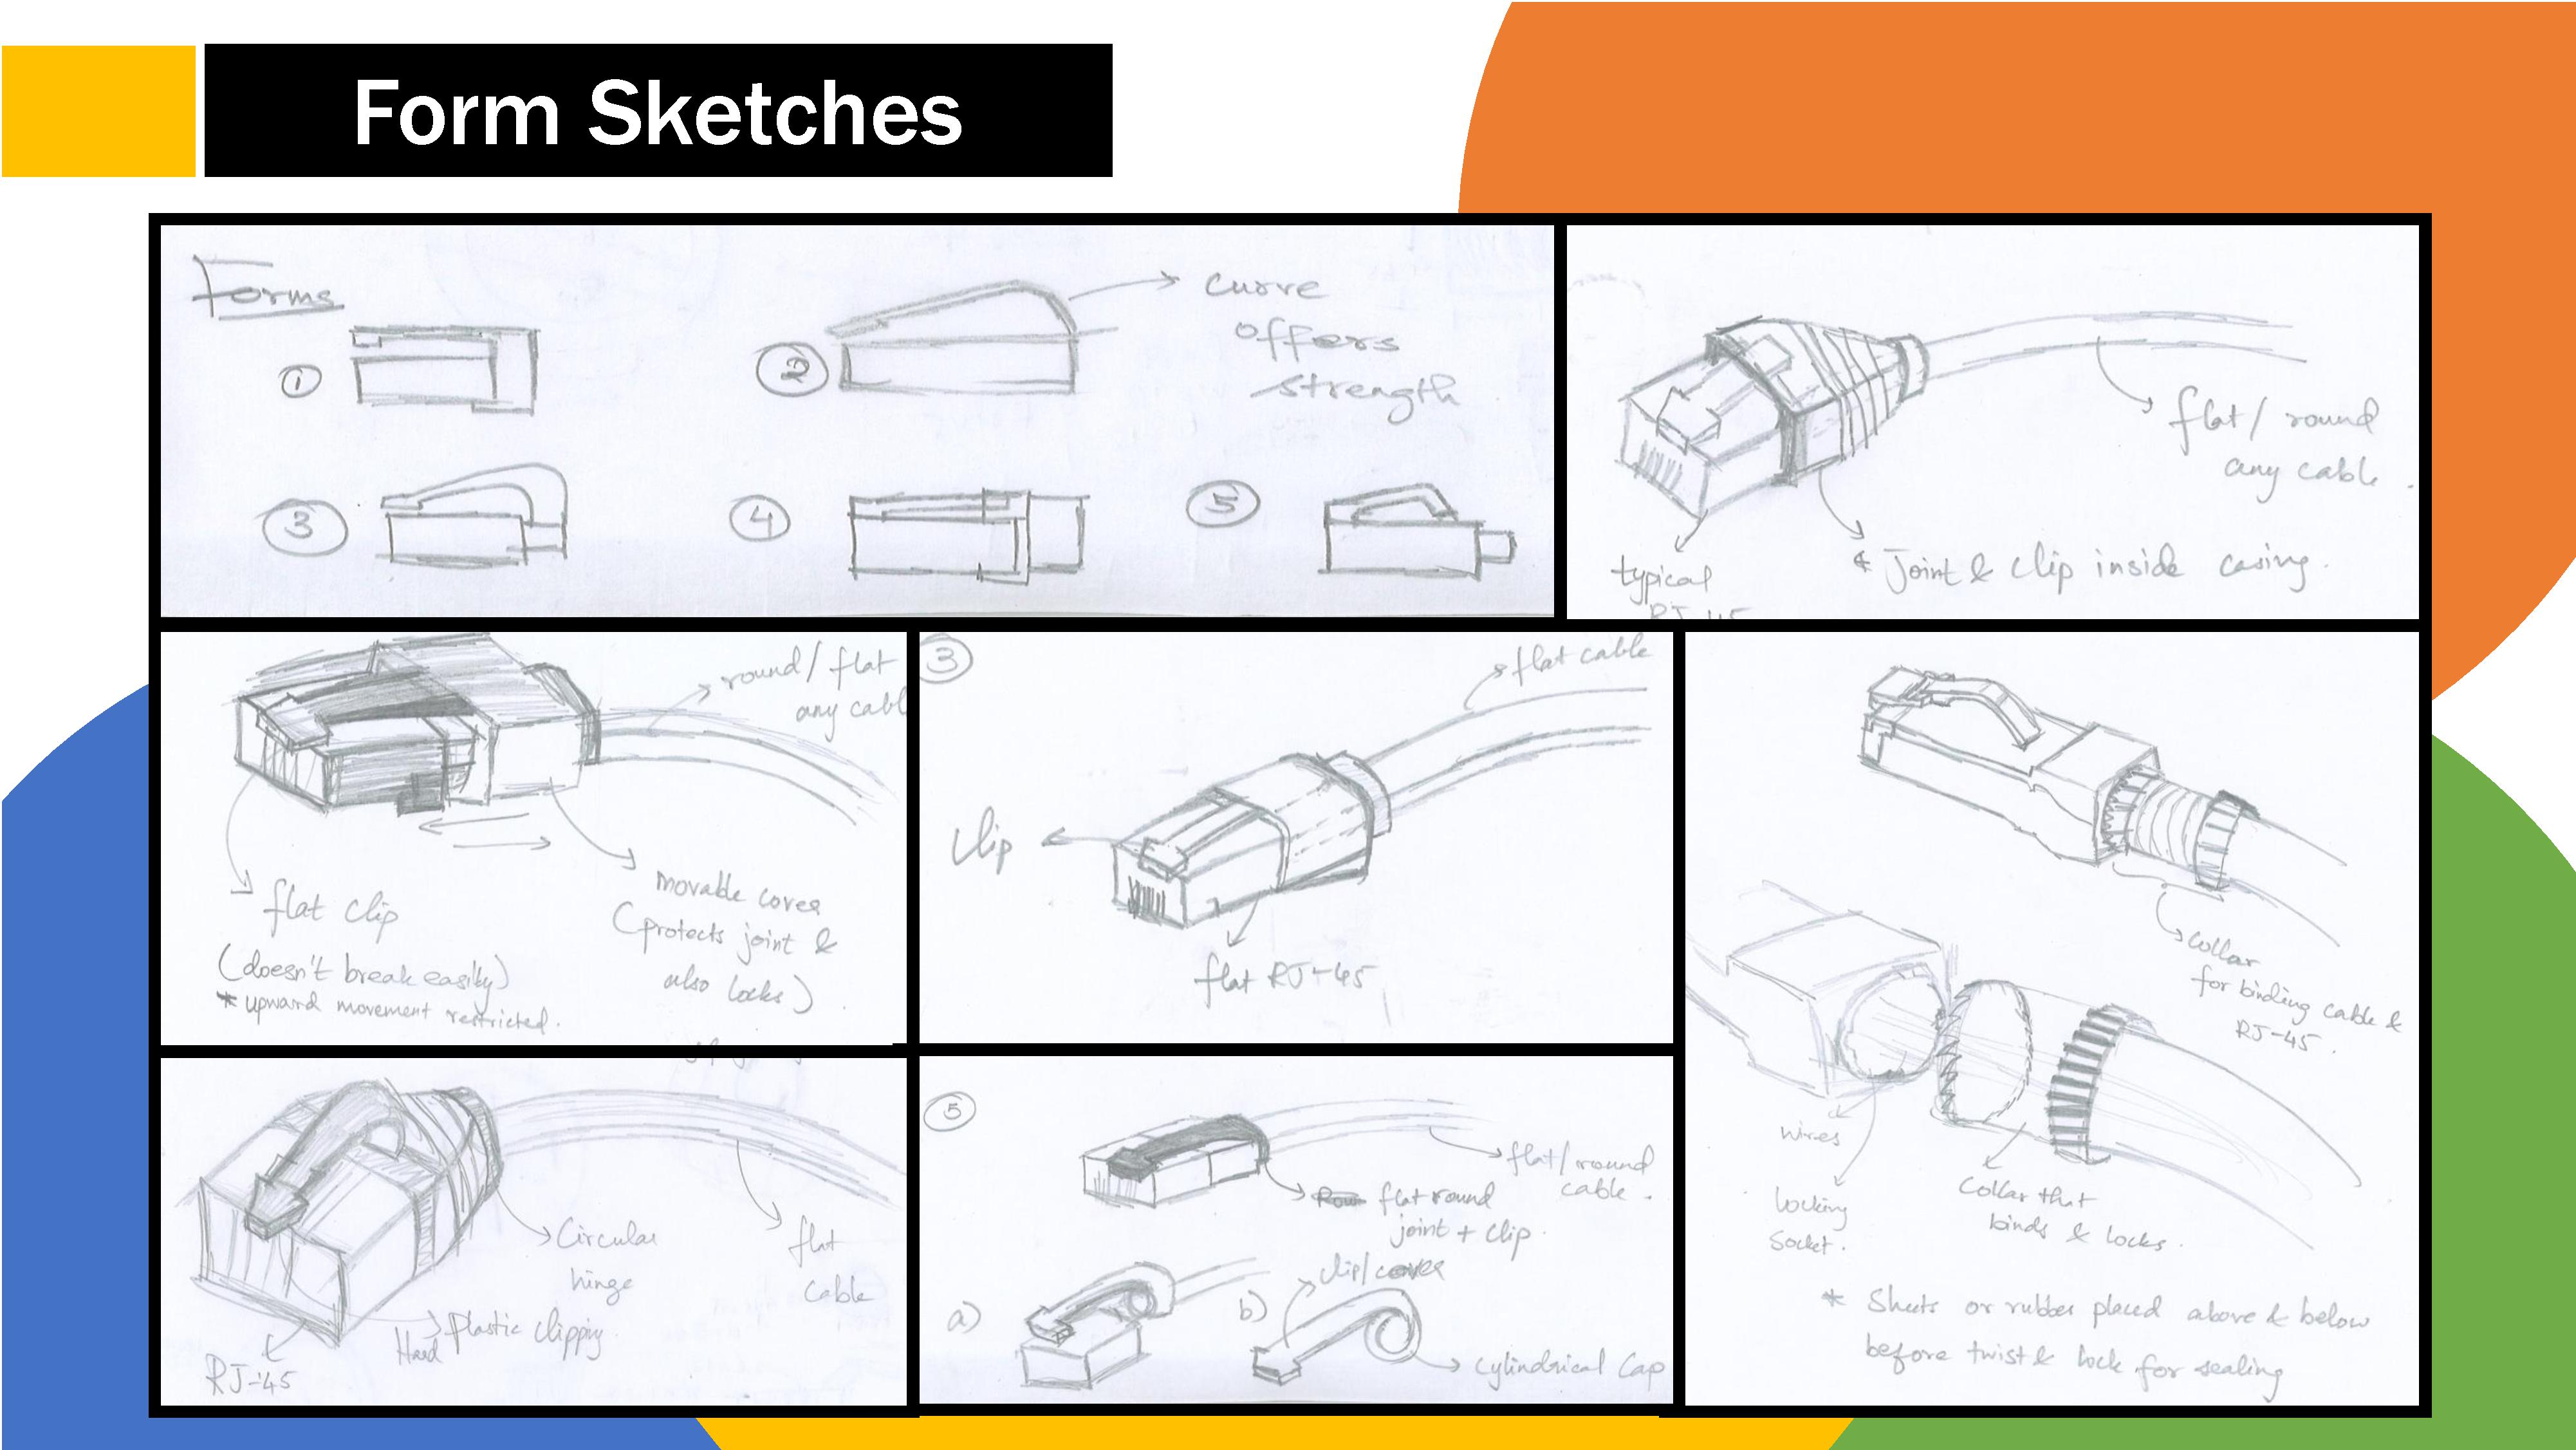 Form Sketches
Forms
1
2
curve
offers
strength
3
4
5
flat/ round
any cable.
typical
RJ-45
* Joint & Clip inside casing.
round/ flat
any cabl
flat clip
(doesn't break easily)
* upward movement restricted.
movable cover
(protects joint &
also locks)
3
flat cable
Clip
flat RJ-45
Collar
for binding cable &
RJ-45.
wires
locking
Socket.
Collar that
binds & locks.
* Sheets or rubber placed above & below
before twist & lock for sealing
Circular
hinge
flat
cable
Hard Plastic clipping
RJ-45
5
flat/round
cable.
flat round
joint + clip.
a)
b)
clip/cover
Cylindrical Cap